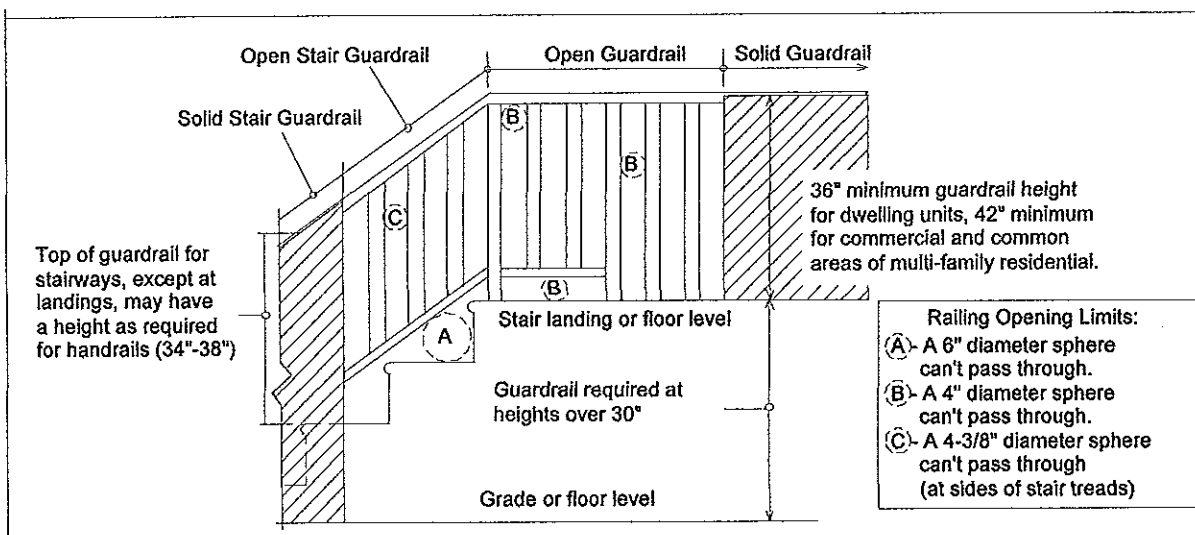 Open Stair Guardrail
Open Guardrail
Solid Guardrail
Solid Stair Guardrail
B
B
C
36" minimum guardrail height
for dwelling units, 42" minimum
for commercial and common
areas of multi-family residential.
Top of guardrail for
stairways, except at
landings, may have
a height as required
for handrails (34"-38")
B
A
Stair landing or floor level
Guardrail required at
heights over 30"
Grade or floor level
Railing Opening Limits:
A - A 6" diameter sphere
can't pass through.
B - A 4" diameter sphere
can't pass through.
C - A 4-3/8" diameter sphere
can't pass through
(at sides of stair treads)